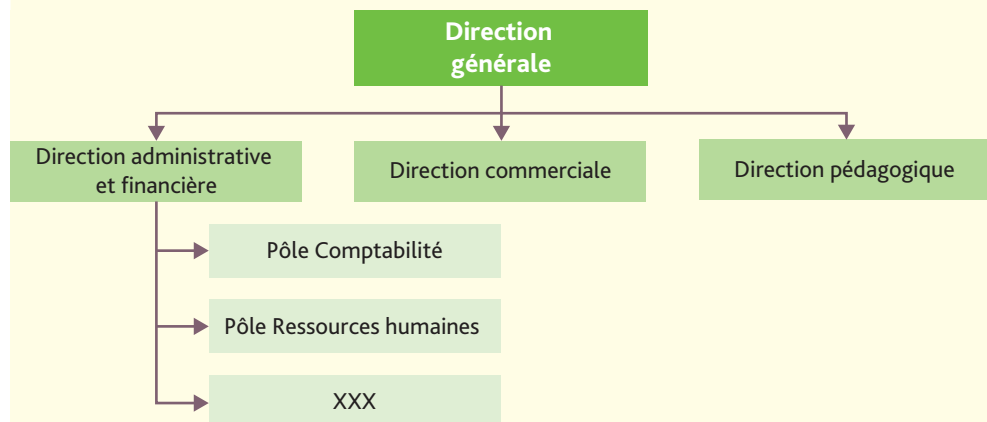 Direction
générale
Direction administrative
et financière
Direction commerciale
Direction pédagogique
Pôle Comptabilité
Pôle Ressources humaines
XXX